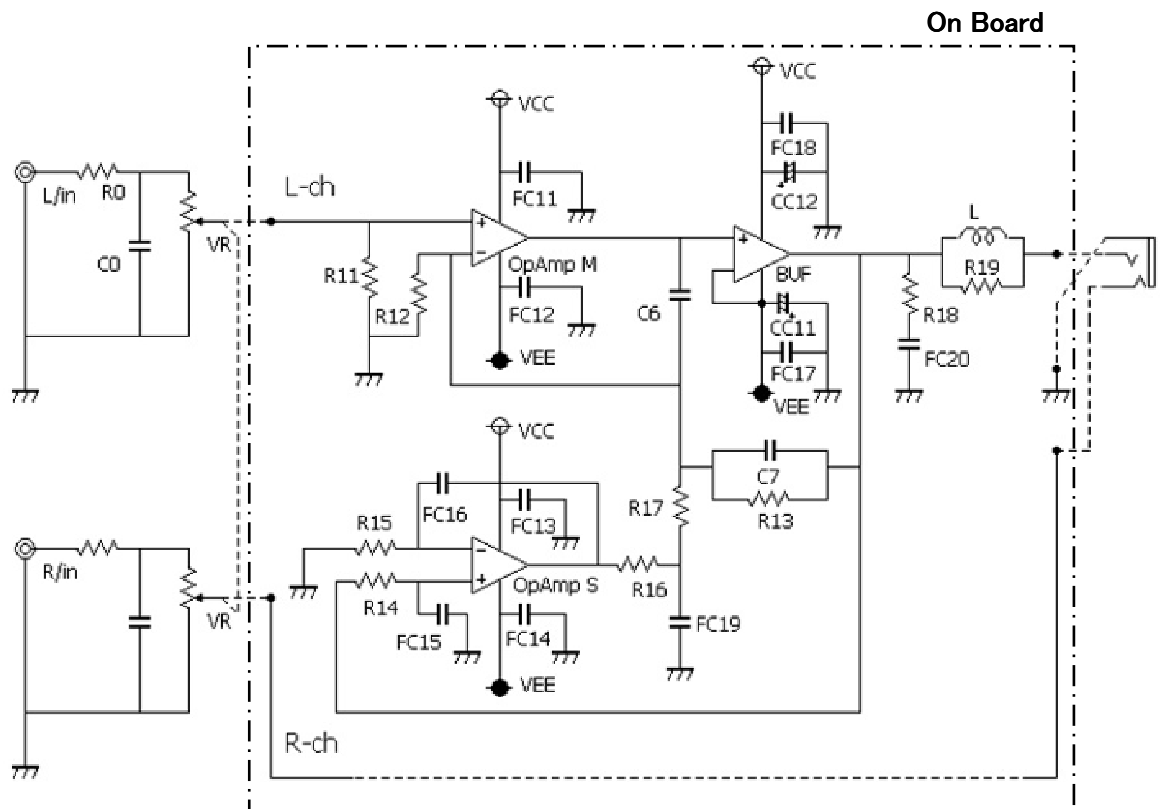 On Board
VCC
VCC
FC18
L/in
R0
L-ch
FC11
CC12
L
C0
VR
R11
R12
+
-
OpAmp M
+
-
BUF
R19
FC12
C6
CC11
R18
VEE
FC17
FC20
VEE
VCC
C7
R13
FC16
FC13
R17
R15
R/in
-
+
OpAmp S
R16
R14
VR
FC15
FC14
FC19
VEE
R-ch